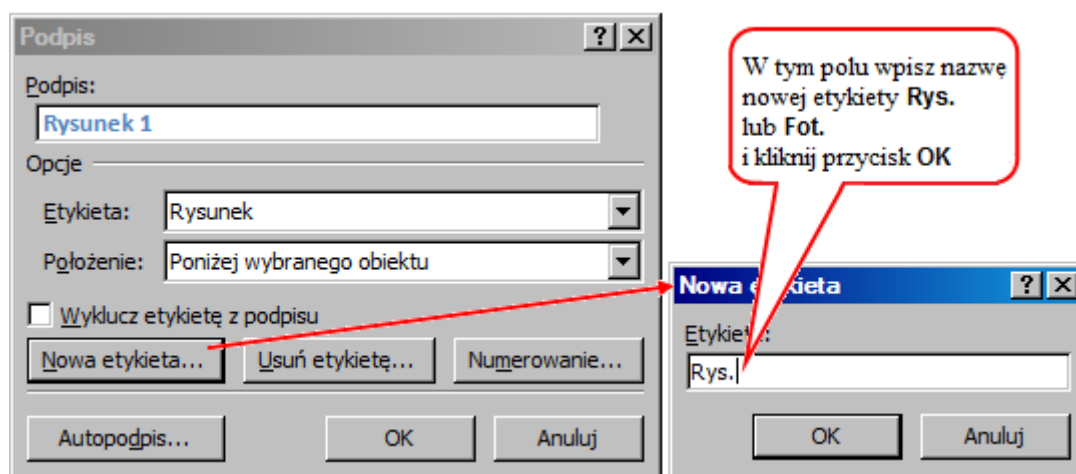 Podpis
Podpis:
Rysunek 1
Opcje
Etykieta: Rysunek
Położenie: Poniżej wybranego obiektu
Wyklucz etykietę z podpisu
Nowa etykieta... Usuń etykietę... Numerowanie...
Autopodpis... OK Anuluj
W tym polu wpisz nazwę
nowej etykiety Rys.
lub Fot.
i kliknij przycisk OK
Nowa etykieta
Etykieta:
Rys.
OK Anuluj